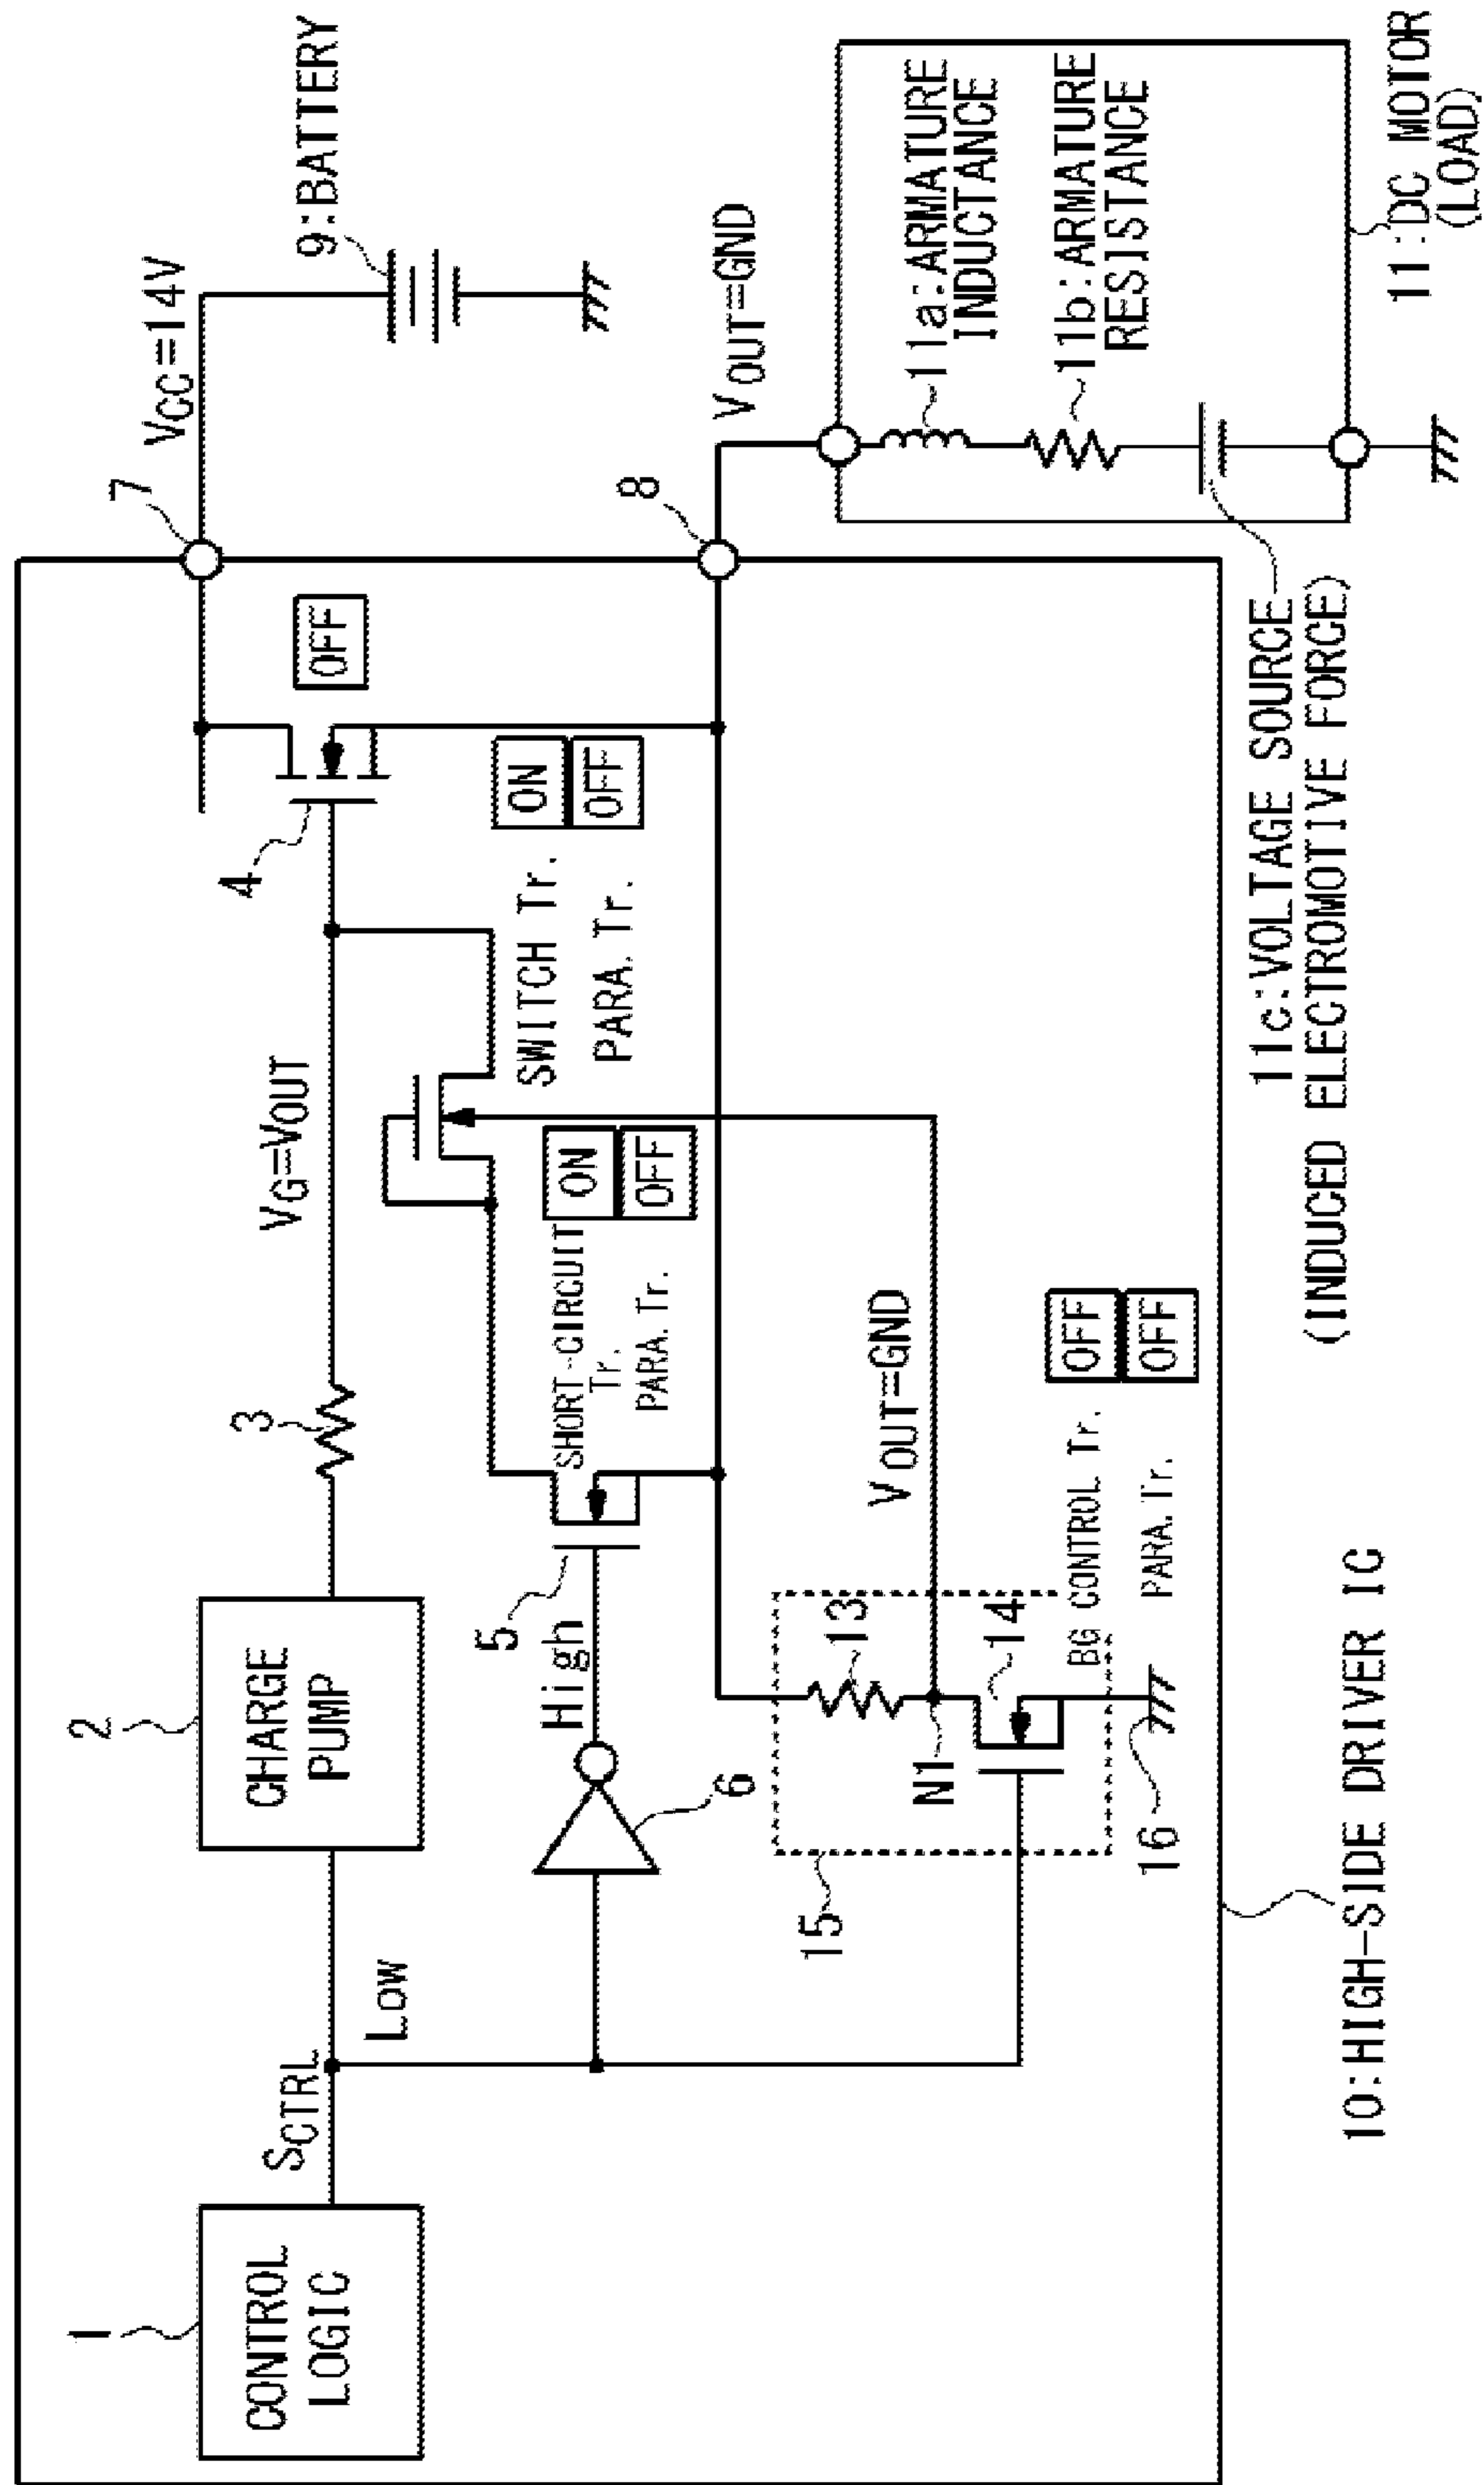 1
CONTROL
LOGIC
SCTRL
Low
2
CHARGE
PUMP
3
VG=VOUT
4
OFF
7
VCC=14V
9:BATTERY
6
High
5
SHORT-CIRCUIT
Tr.
PARA. Tr.
ON
OFF
SWITCH Tr.
PARA. Tr.
ON
OFF
8
VOUT=GND
15
13
N1
14
VOUT=GND
BG CONTROL Tr.
PARA. Tr.
OFF
OFF
16
11a:ARMATURE
INDUCTANCE
11b:ARMATURE
RESISTANCE
11c:VOLTAGE SOURCE
(INDUCED ELECTROMOTIVE FORCE)
11:DC MOTOR
(LOAD)
10:HIGH-SIDE DRIVER IC